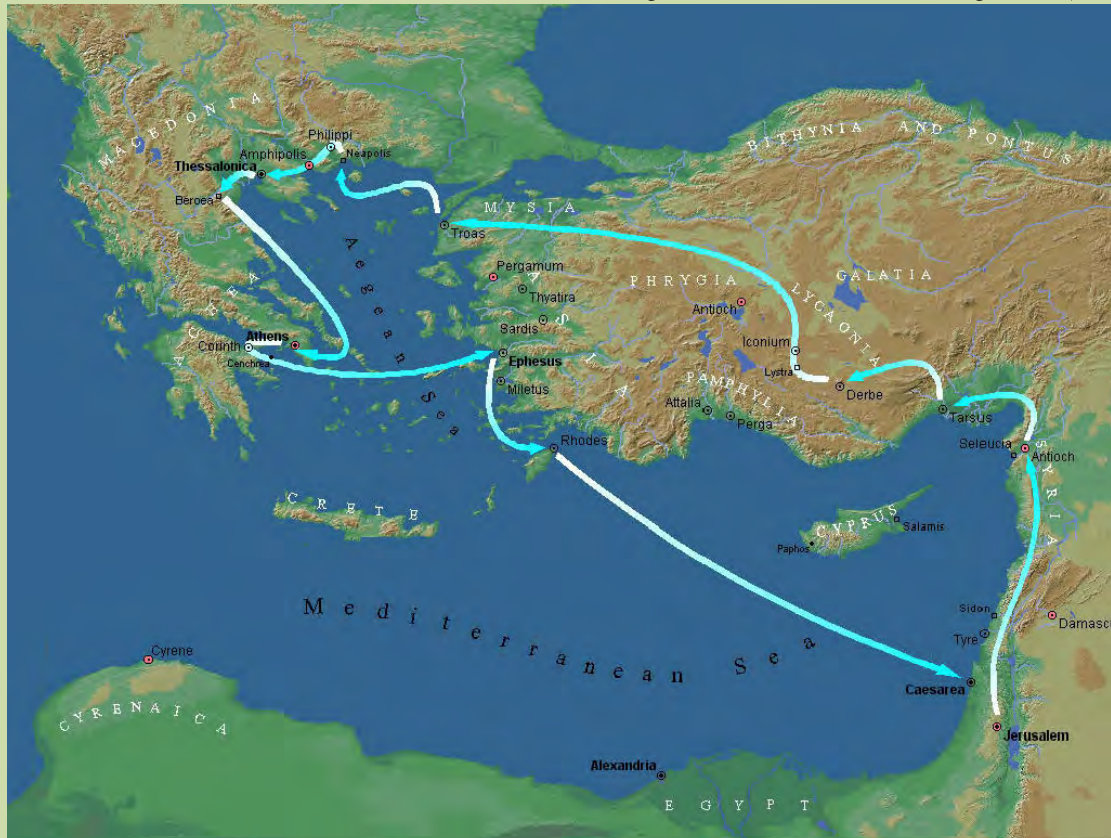 MACEDONIA
Philippi
Amphipolis
Neapolis
Thessalonica
Beroea
BITHYNIA AND PONTUS
MYSIA
Troas
Aegean Sea
Pergamum
Thyatira
ASIA
Sardis
PHRYGIA
Antioch
GALATIA
LYCAONIA
Iconium
Lystra
Derbe
ACHAEA
Athens
Corinth
Cenchrea
Ephesus
Miletus
PAMPHYLIA
Attalia
Perga
Tarsus
Seleucia
Antioch
SYRIA
Rhodes
CRETE
CYPRUS
Salamis
Paphos
Mediterranean Sea
Sidon
Damascu
Tyre
Cyrene
CYRENAICA
Caesarea
Jerusalem
Alexandria
EGYPT